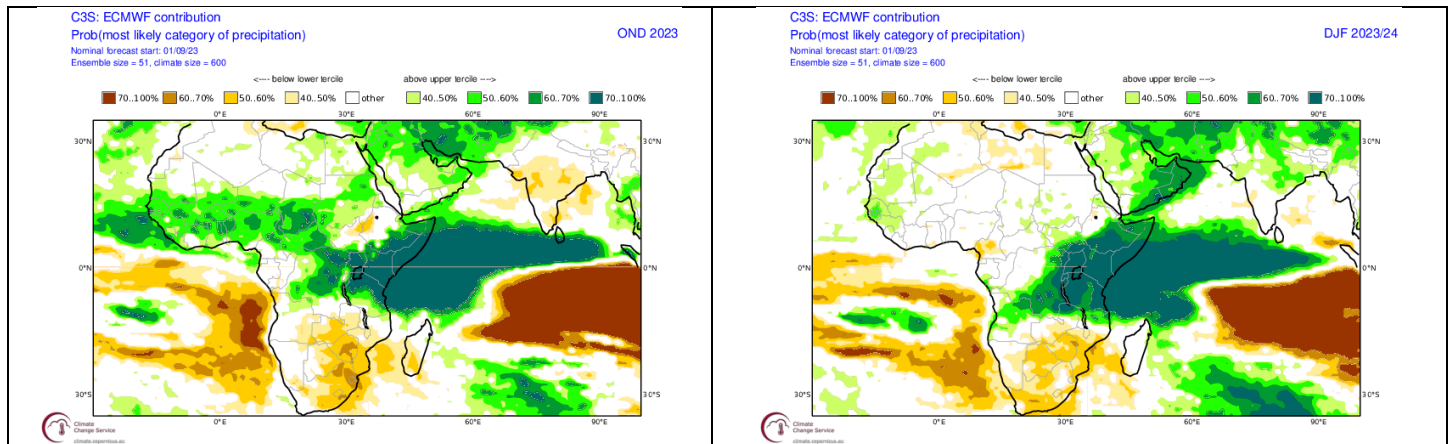 C3S: ECMWF contribution
Prob(most likely category of precipitation)
OND 2023
Nominal forecast start: 01/09/23
Ensemble size = 51, climate size = 600
<---- below lower tercile
above upper tercile ---->
70..100%
60..70%
50..60%
40..50%
other
40..50%
50..60%
60..70%
70..100%
0°E
30°E
60°E
90°E
30°N
30°N
0°N
0°N
30°S
30°S
0°E
30°E
60°E
90°E
Climate
Change Service
climate.copernicus.eu
C3S: ECMWF contribution
Prob(most likely category of precipitation)
DJF 2023/24
Nominal forecast start: 01/09/23
Ensemble size = 51, climate size = 600
<---- below lower tercile
above upper tercile ---->
70..100%
60..70%
50..60%
40..50%
other
40..50%
50..60%
60..70%
70..100%
0°E
30°E
60°E
90°E
30°N
30°N
0°N
0°N
30°S
30°S
0°E
30°E
60°E
90°E
Climate
Change Service
climate.copernicus.eu